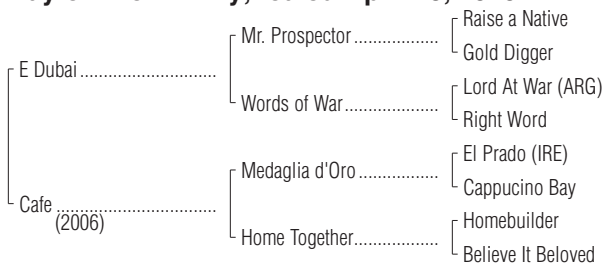 Raise a Native
Mr. Prospector
Gold Digger
E Dubai
Lord At War (ARG)
Words of War
Right Word
El Prado (IRE)
Medaglia d'Oro
Cappucino Bay
Cafe
(2006)
Homebuilder
Home Together
Believe It Beloved